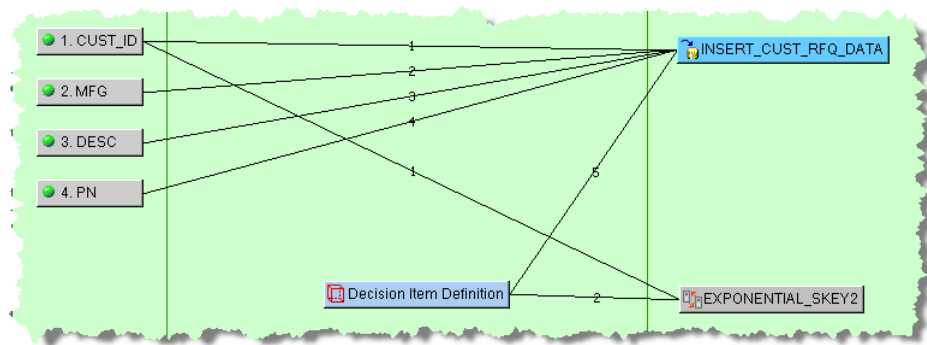 1. CUST_ID
1
INSERT_CUST_RFQ_DATA
2. MFG
2
3
3. DESC
4
4. PN
1
5
Decision Item Definition
2
EXPONENTIAL_SKEY2